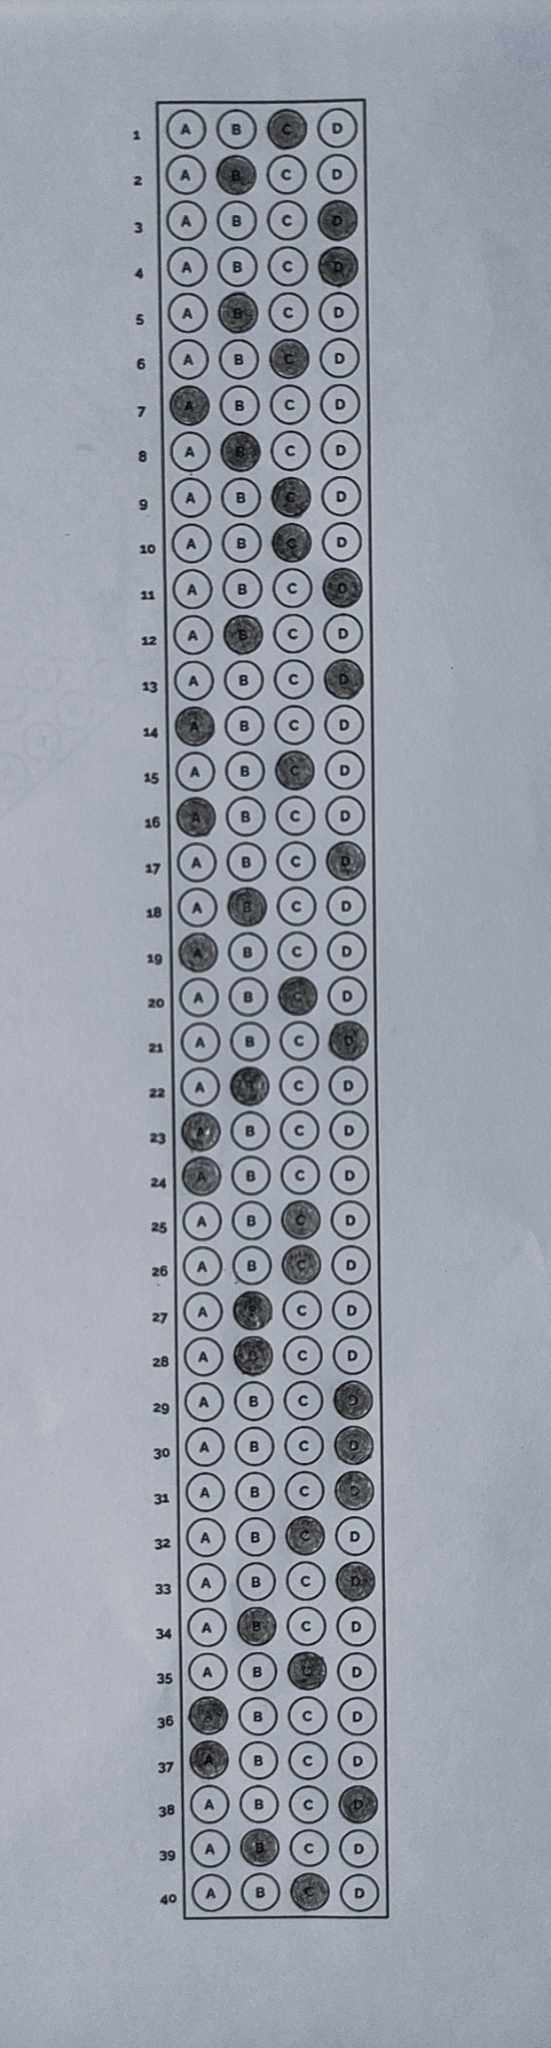 1 A B C D
2 A B C D
3 A B C D
4 A B C D
5 A B C D
6 A B C D
7 A B C D
8 A B C D
9 A B C D
10 A B C D
11 A B C D
12 A B C D
13 A B C D
14 A B C D
15 A B C D
16 A B C D
17 A B C D
18 A B C D
19 A B C D
20 A B C D
21 A B C D
22 A B C D
23 A B C D
24 A B C D
25 A B C D
26 A B C D
27 A B C D
28 A B C D
29 A B C D
30 A B C D
31 A B C D
32 A B C D
33 A B C D
34 A B C D
35 A B C D
36 A B C D
37 A B C D
38 A B C D
39 A B C D
40 A B C D